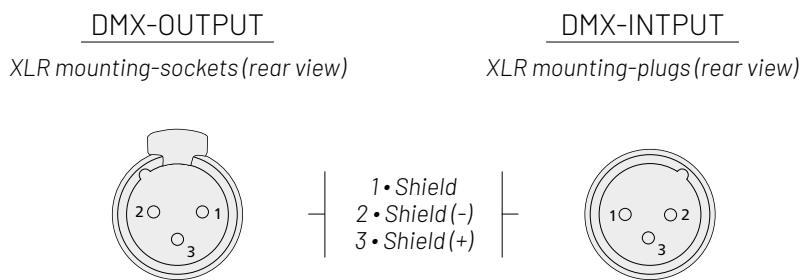 DMX-OUTPUT
XLR mounting-sockets (rear view)
DMX-INTPUT
XLR mounting-plugs (rear view)
2 1
3
1 • Shield
2 • Shield (-)
3 • Shield (+)
1 2
3